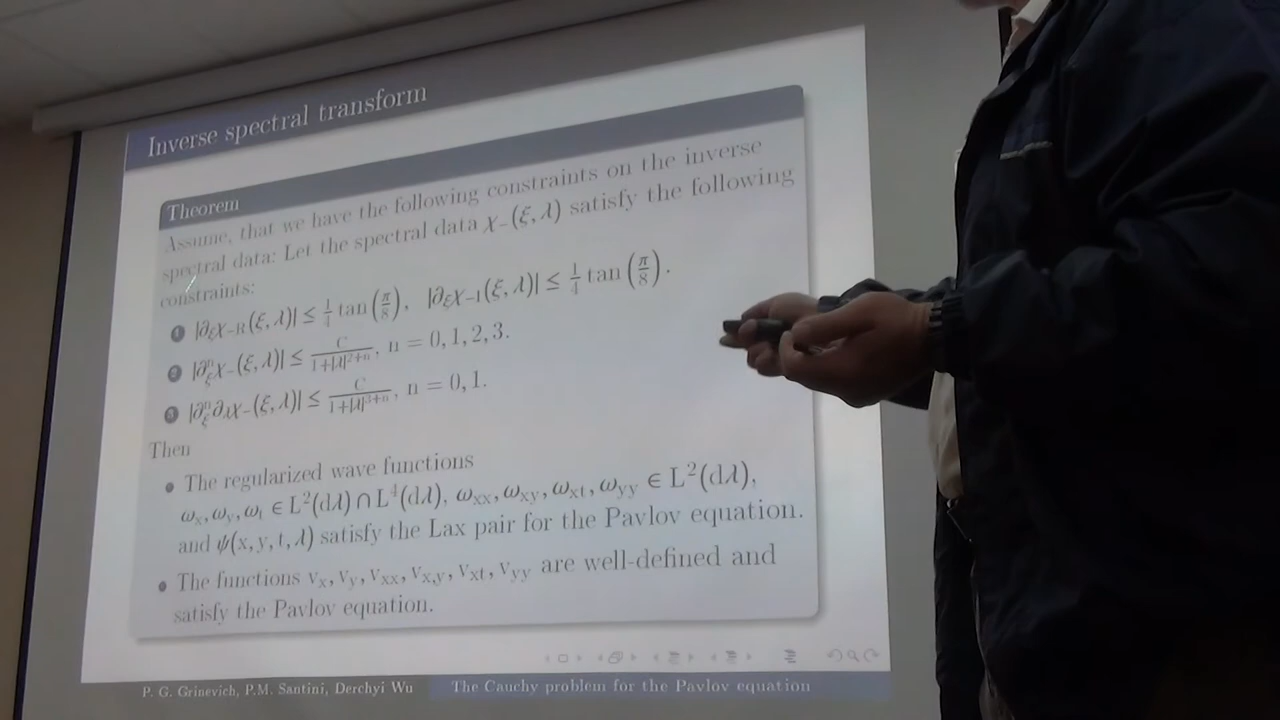 Inverse spectral transform
Theorem
Assume, that we have the following constraints on the inverse
spectral data: Let the spectral data χ₋(ξ, λ) satisfy the following
constraints:
1 |∂_ξχ_{-R}(ξ, λ)| ≤ 1/4 tan(π/8), |∂_ξχ_{-I}(ξ, λ)| ≤ 1/4 tan(π/8).
2 |∂_ξ^n χ₋(ξ, λ)| ≤ C/(1+|λ|^{2+n}), n = 0, 1, 2, 3.
3 |∂_ξ^n ∂_λχ₋(ξ, λ)| ≤ C/(1+|λ|^{3+n}), n = 0, 1.
Then
• The regularized wave functions
ω_x, ω_y, ω_t ∈ L²(dλ) ∩ L⁴(dλ), ω_xx, ω_xy, ω_xt, ω_yy ∈ L²(dλ),
and ψ(x, y, t, λ) satisfy the Lax pair for the Pavlov equation.
• The functions v_x, v_y, v_xx, v_x,y, v_xt, v_yy are well-defined and
satisfy the Pavlov equation.
P. G. Grinevich, P.M. Santini, Derchyi Wu The Cauchy problem for the Pavlov equation